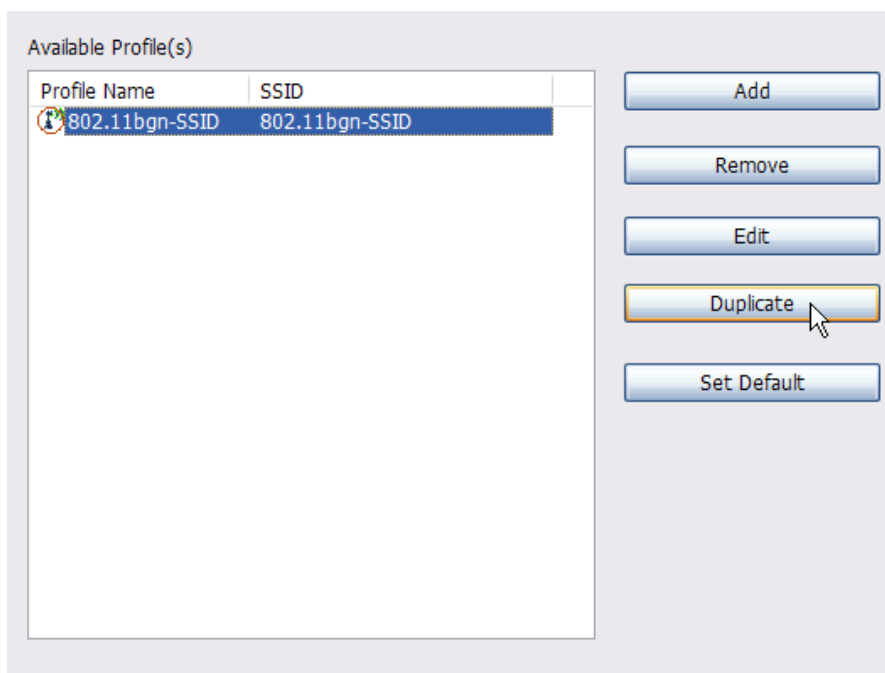 Available Profile(s)
Profile Name SSID
802.11bgn-SSID 802.11bgn-SSID
Add
Remove
Edit
Duplicate
Set Default